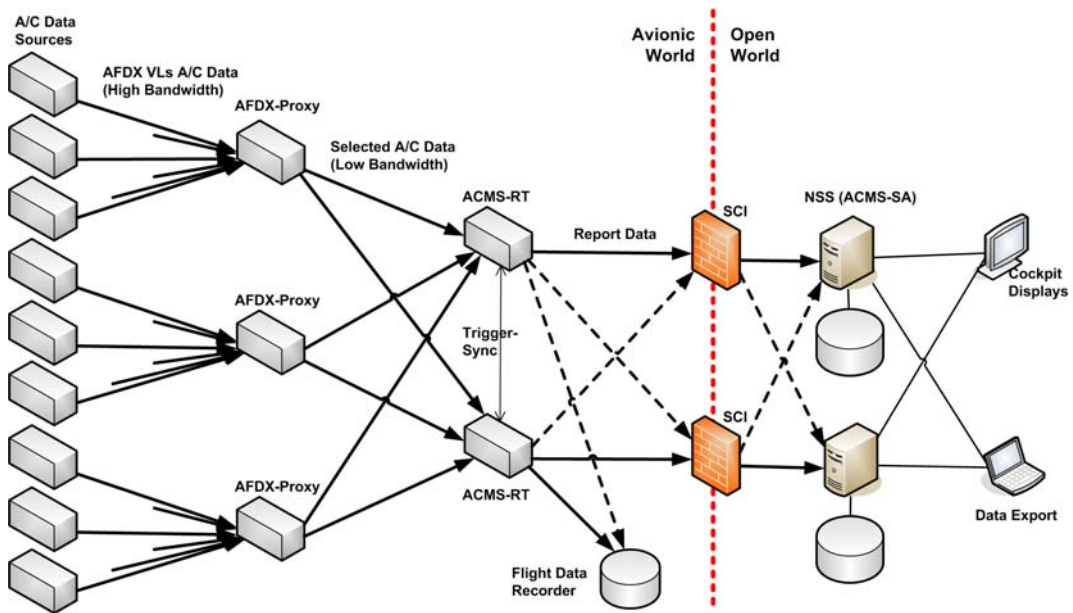 A/C Data
Sources
AFDX VLs A/C Data
(High Bandwidth)
AFDX-Proxy
Selected A/C Data
(Low Bandwidth)
ACMS-RT
Report Data
Avionic
World
Open
World
SCI
NSS (ACMS-SA)
Cockpit
Displays
AFDX-Proxy
Trigger-
Sync
SCI
AFDX-Proxy
ACMS-RT
Data Export
Flight Data
Recorder